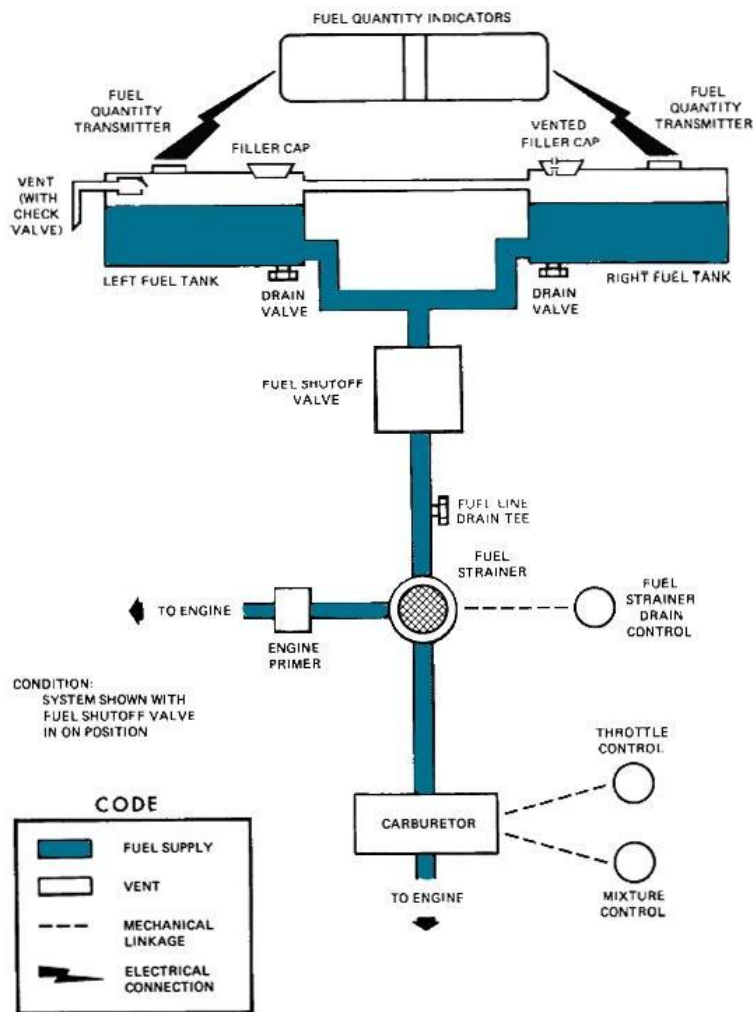 FUEL QUANTITY INDICATORS
FUEL
QUANTITY
TRANSMITTER
FUEL
QUANTITY
TRANSMITTER
FILLER CAP
VENTED
FILLER CAP
VENT
(WITH
CHECK
VALVE)
LEFT FUEL TANK
DRAIN
VALVE
DRAIN
VALVE
RIGHT FUEL TANK
FUEL SHUTOFF
VALVE
FUEL LINE
DRAIN TEE
FUEL
STRAINER
TO ENGINE
ENGINE
PRIMER
FUEL
STRAINER
DRAIN
CONTROL
CONDITION:
SYSTEM SHOWN WITH
FUEL SHUTOFF VALVE
IN ON POSITION
THROTTLE
CONTROL
CARBURETOR
TO ENGINE
MIXTURE
CONTROL
CODE
FUEL SUPPLY
VENT
MECHANICAL
LINKAGE
ELECTRICAL
CONNECTION